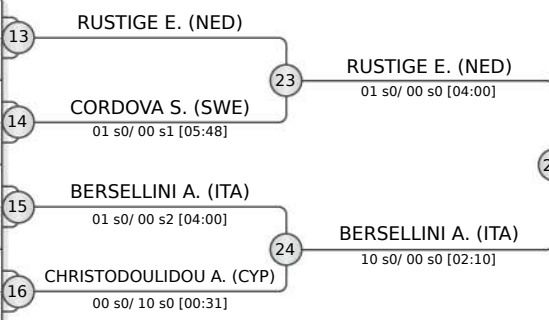 RUSTIGE E. (NED)
13
RUSTIGE E. (NED)
23
01 s0/ 00 s0 [04:00]
CORDOVA S. (SWE)
14
01 s0/ 00 s1 [05:48]
BERSELLINI A. (ITA)
15
01 s0/ 00 s2 [04:00]
BERSELLINI A. (ITA)
24
10 s0/ 00 s0 [02:10]
CHRISTODOULIDOU A. (CYP)
16
00 s0/ 10 s0 [00:31]